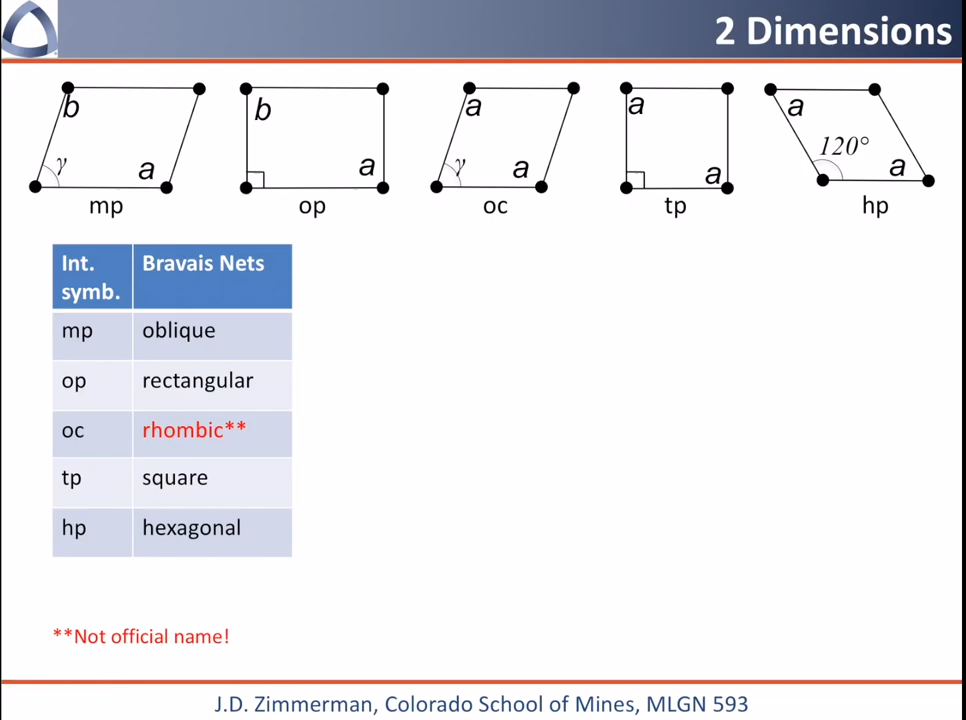 2 Dimensions
b
γ
a
mp
b
a
op
a
γ
a
oc
a
a
tp
a
120°
a
hp
Int. symb.
Bravais Nets
mp
oblique
op
rectangular
oc
rhombic**
tp
square
hp
hexagonal
**Not official name!
J.D. Zimmerman, Colorado School of Mines, MLGN 593